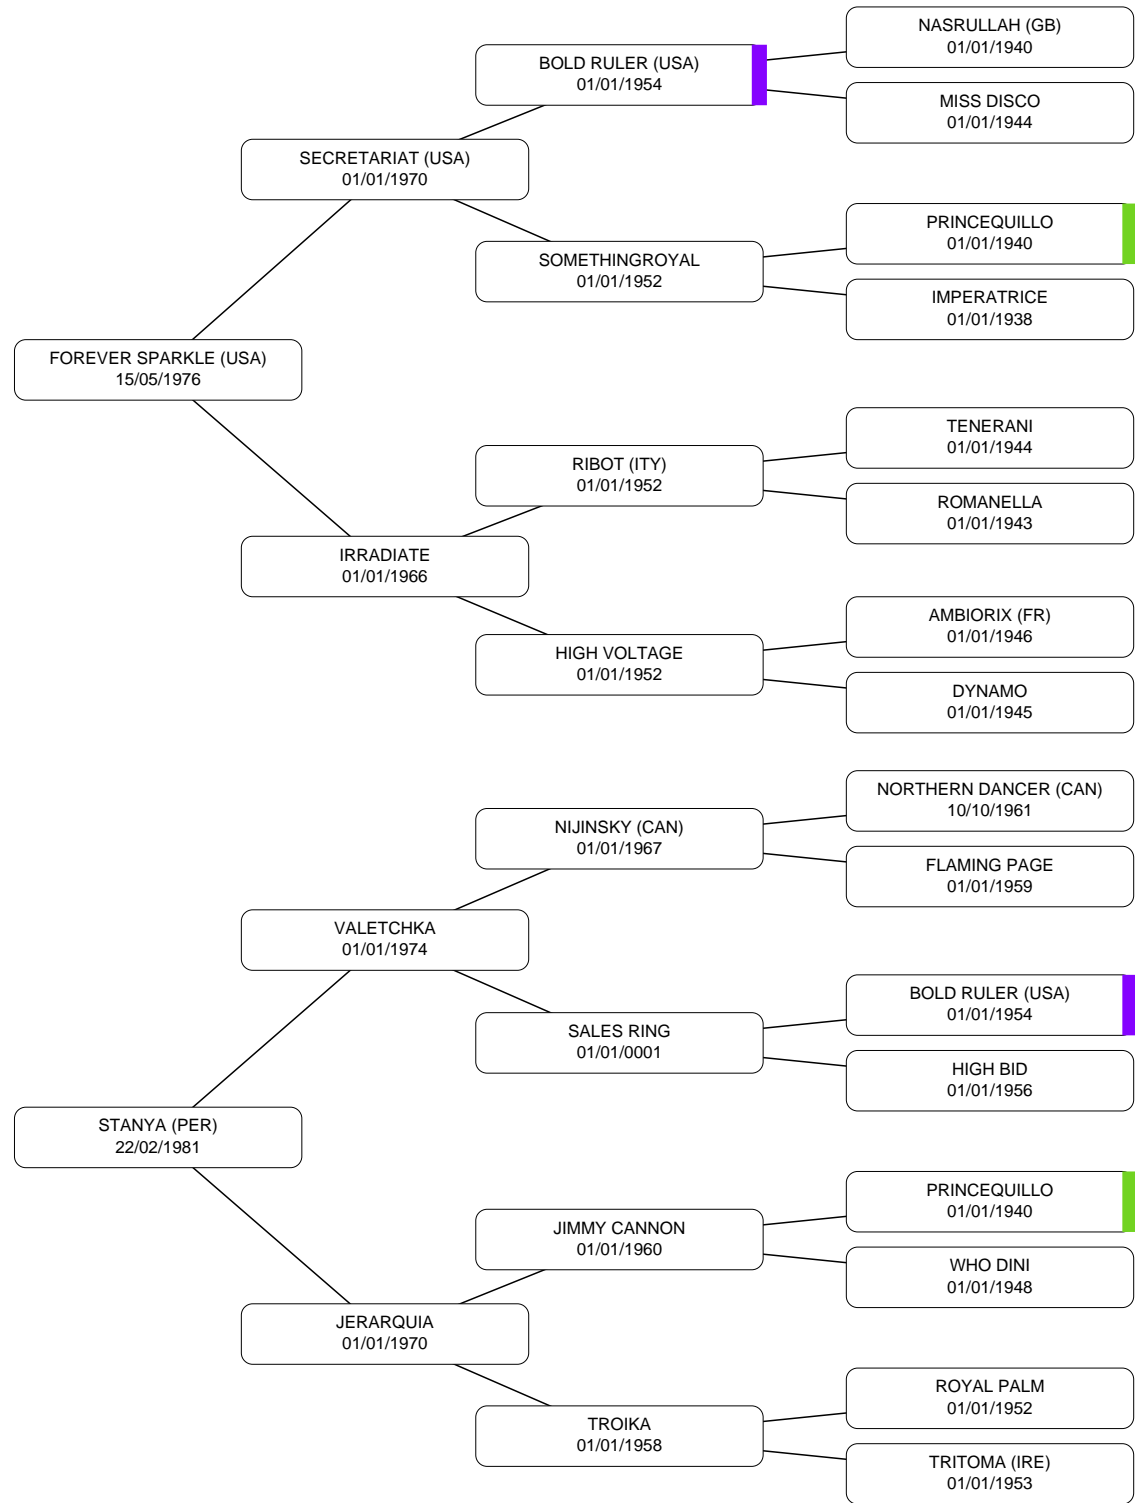 NASRULLAH (GB)
01/01/1940
BOLD RULER (USA)
01/01/1954
MISS DISCO
01/01/1944
SECRETARIAT (USA)
01/01/1970
PRINCEQUILLO
01/01/1940
SOMETHINGROYAL
01/01/1952
IMPERATRICE
01/01/1938
FOREVER SPARKLE (USA)
15/05/1976
TENERANI
01/01/1944
RIBOT (ITY)
01/01/1952
ROMANELLA
01/01/1943
IRRADIATE
01/01/1966
AMBIORIX (FR)
01/01/1946
HIGH VOLTAGE
01/01/1952
DYNAMO
01/01/1945
NORTHERN DANCER (CAN)
10/10/1961
NIJINSKY (CAN)
01/01/1967
FLAMING PAGE
01/01/1959
VALETCHKA
01/01/1974
BOLD RULER (USA)
01/01/1954
SALES RING
01/01/0001
HIGH BID
01/01/1956
STANYA (PER)
22/02/1981
PRINCEQUILLO
01/01/1940
JIMMY CANNON
01/01/1960
WHO DINI
01/01/1948
JERARQUIA
01/01/1970
ROYAL PALM
01/01/1952
TROIKA
01/01/1958
TRITOMA (IRE)
01/01/1953